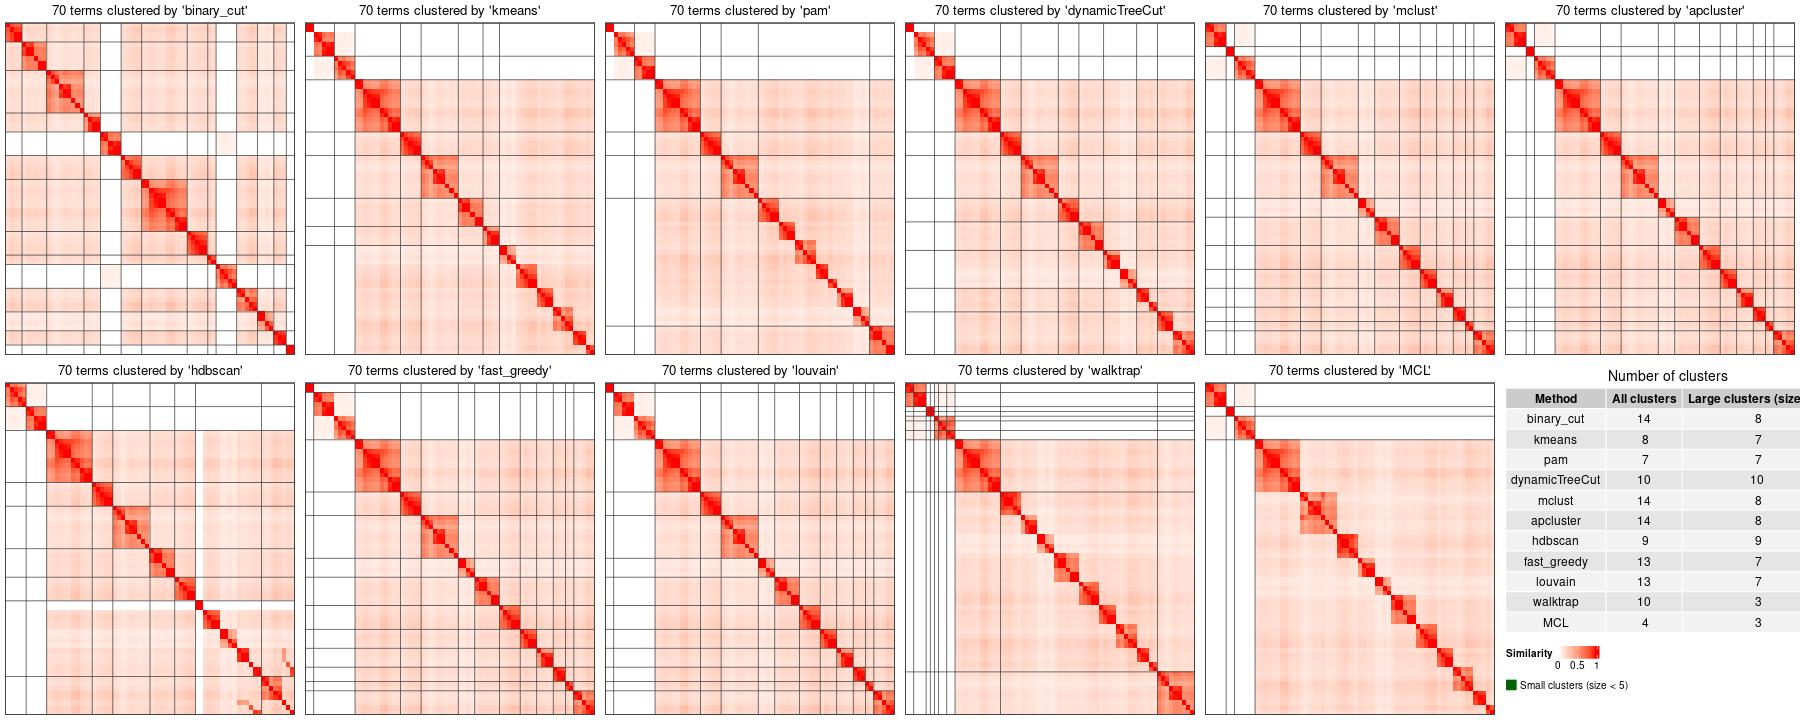 70 terms clustered by 'binary_cut'
70 terms clustered by 'kmeans'
70 terms clustered by 'pam'
70 terms clustered by 'dynamicTreeCut'
70 terms clustered by 'mclust'
70 terms clustered by 'apcluster'
70 terms clustered by 'hdbscan'
70 terms clustered by 'fast_greedy'
70 terms clustered by 'louvain'
70 terms clustered by 'walktrap'
70 terms clustered by 'MCL'
Number of clusters
Method All clusters Large clusters (size
binary_cut 14 8
kmeans 8 7
pam 7 7
dynamicTreeCut 10 10
mclust 14 8
apcluster 14 8
hdbscan 9 9
fast_greedy 13 7
louvain 13 7
walktrap 10 3
MCL 4 3
Similarity
0 0.5 1
Small clusters (size < 5)